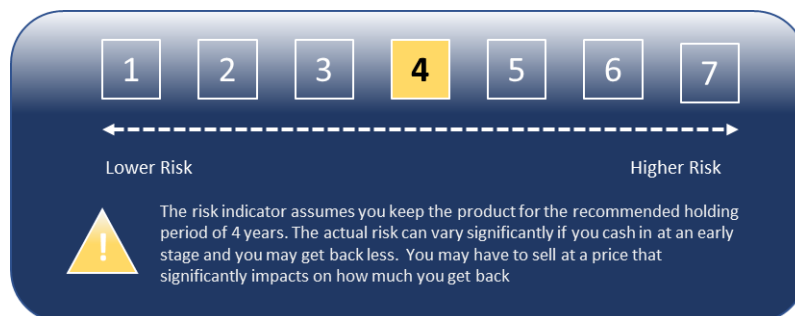 1 2 3 4 5 6 7
Lower Risk Higher Risk
!
The risk indicator assumes you keep the product for the recommended holding
period of 4 years. The actual risk can vary significantly if you cash in at an early
stage and you may get back less.  You may have to sell at a price that
significantly impacts on how much you get back